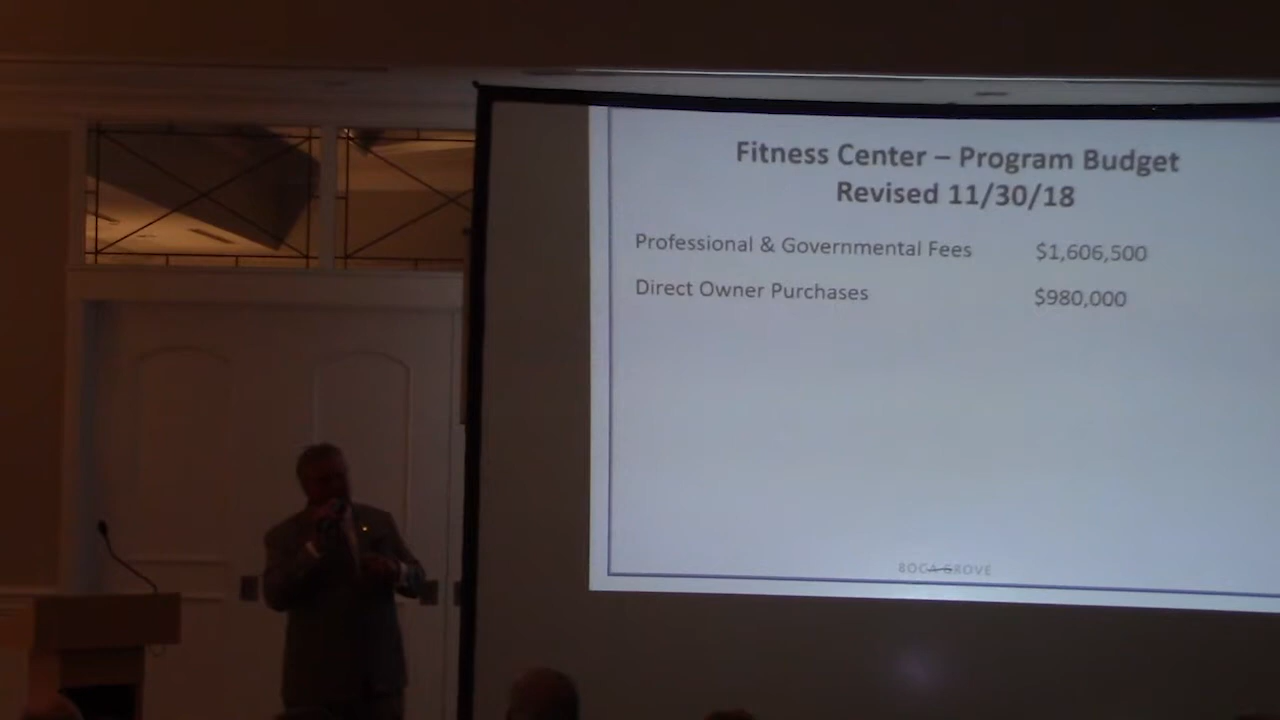 Fitness Center – Program Budget
Revised 11/30/18
Professional & Governmental Fees $1,606,500
Direct Owner Purchases $980,000
BOCA GROVE